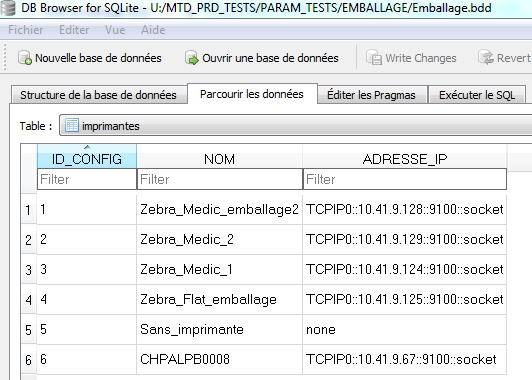 DB Browser for SQLite - U:/MTD_PRD_TESTS/PARAM_TESTS/EMBALLAGE/Emballage.bdd
Fichier Editer Vue Aide
Nouvelle base de données Ouvrir une base de données Write Changes Revert
Structure de la base de données Parcourir les données Éditer les Pragmas Exécuter le SQL
Table : imprimantes
ID_CONFIG NOM ADRESSE_IP
Filter Filter Filter
1 1 Zebra_Medic_emballage2 TCPIP0::10.41.9.128::9100::socket
2 2 Zebra_Medic_2 TCPIP0::10.41.9.129::9100::socket
3 3 Zebra_Medic_1 TCPIP0::10.41.9.124::9100::socket
4 4 Zebra_Flat_emballage TCPIP0::10.41.9.125::9100::socket
5 5 Sans_imprimante none
6 6 CHPALPB0008 TCPIP0::10.41.9.67::9100::socket